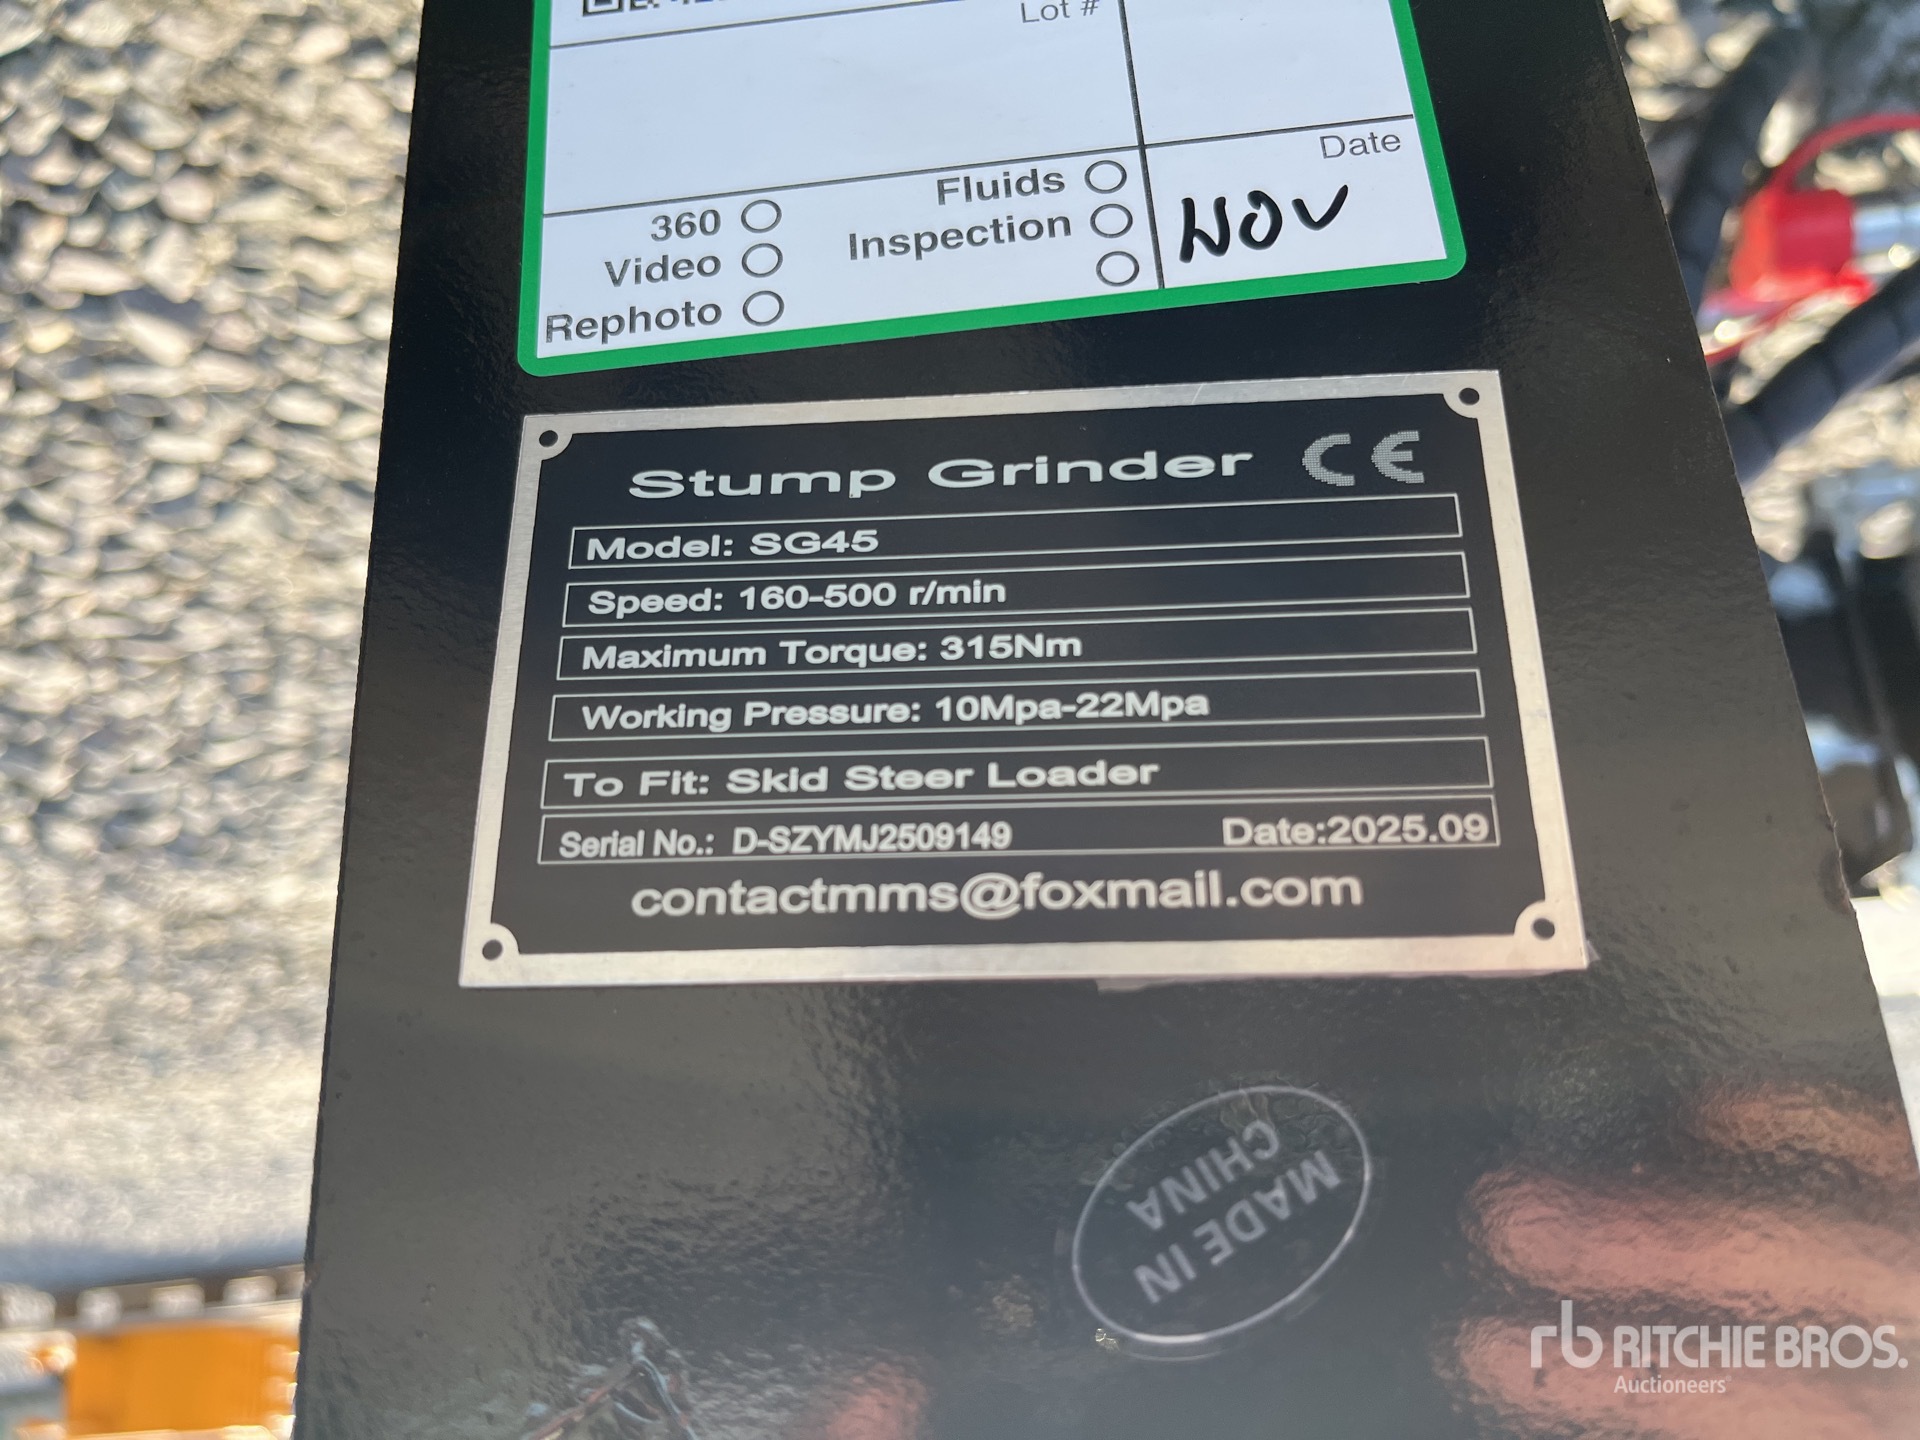 Lot #
Date
Fluids
360
Inspection
Video
Rephoto
NOV
Stump Grinder CE
Model: SG45
Speed: 160-500 r/min
Maximum Torque: 315Nm
Working Pressure: 10Mpa-22Mpa
To Fit: Skid Steer Loader
Serial No.: D-SZYMJ2509149 Date:2025.09
contactmms@foxmail.com
MADE IN
CHINA
rb RITCHIE BROS.
Auctioneers